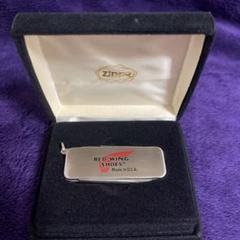 Zippo
RED WING
SHOES
Made in U.S.A.